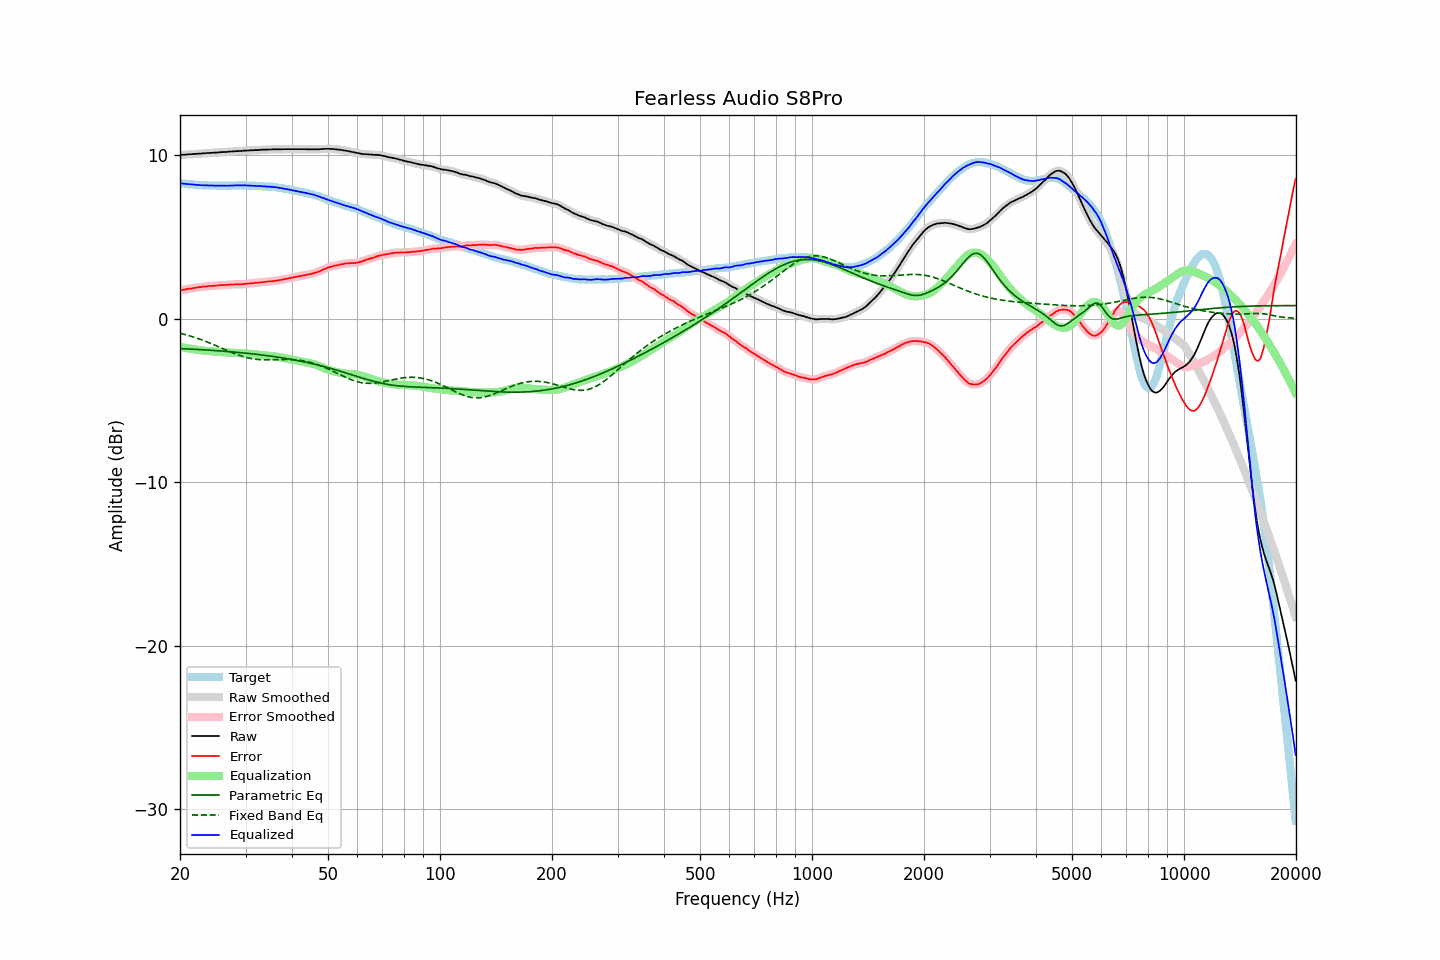 Fearless Audio S8Pro
Amplitude (dBr)
10
0
−10
−20
−30
Target
Raw Smoothed
Error Smoothed
Raw
Error
Equalization
Parametric Eq
Fixed Band Eq
Equalized
20 50 100 200 500 1000 2000 5000 10000 20000
Frequency (Hz)